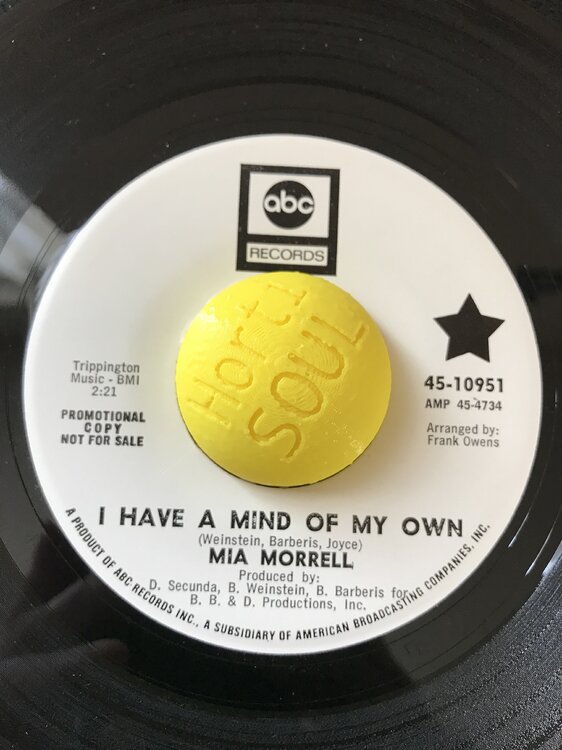 abc
RECORDS
Horti
SOUL
Trippington
Music - BMI
2:21
PROMOTIONAL
COPY
NOT FOR SALE
45-10951
AMP 45-4734
Arranged by:
Frank Owens
I HAVE A MIND OF MY OWN
(Weinstein, Barberis, Joyce)
MIA MORRELL
Produced by:
D. Secunda, B. Weinstein, B. Barberis for
B. B. & D. Productions, Inc.
A PRODUCT OF ABC RECORDS INC., A SUBSIDIARY OF AMERICAN BROADCASTING COMPANIES, INC.